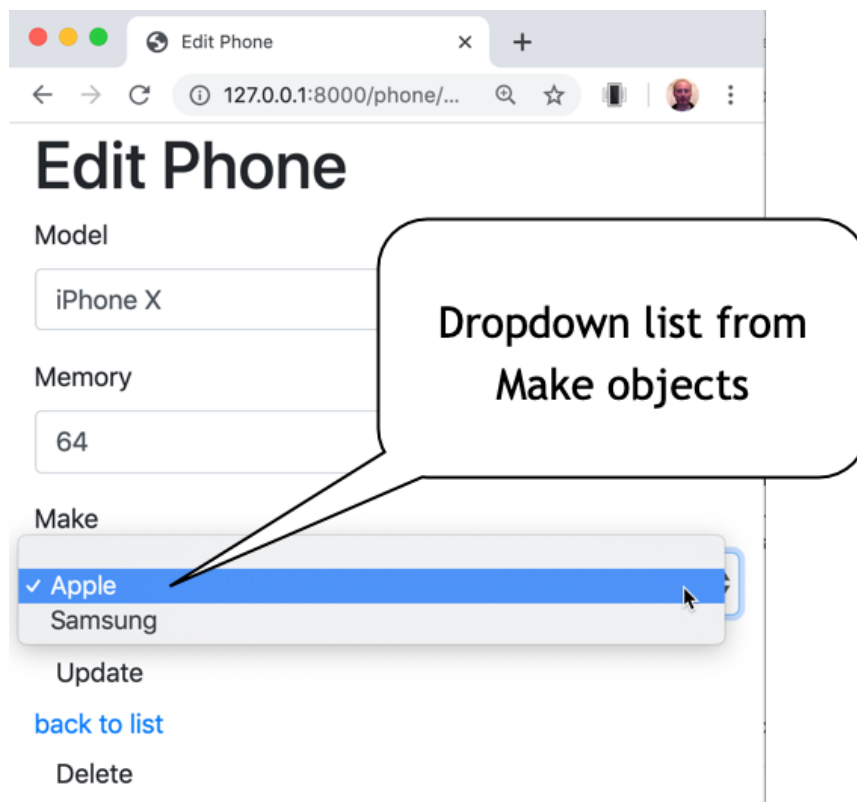 Edit Phone
127.0.0.1:8000/phone/...
Edit Phone
Model
iPhone X
Dropdown list from
Make objects
Memory
64
Make
Apple
Samsung
Update
back to list
Delete